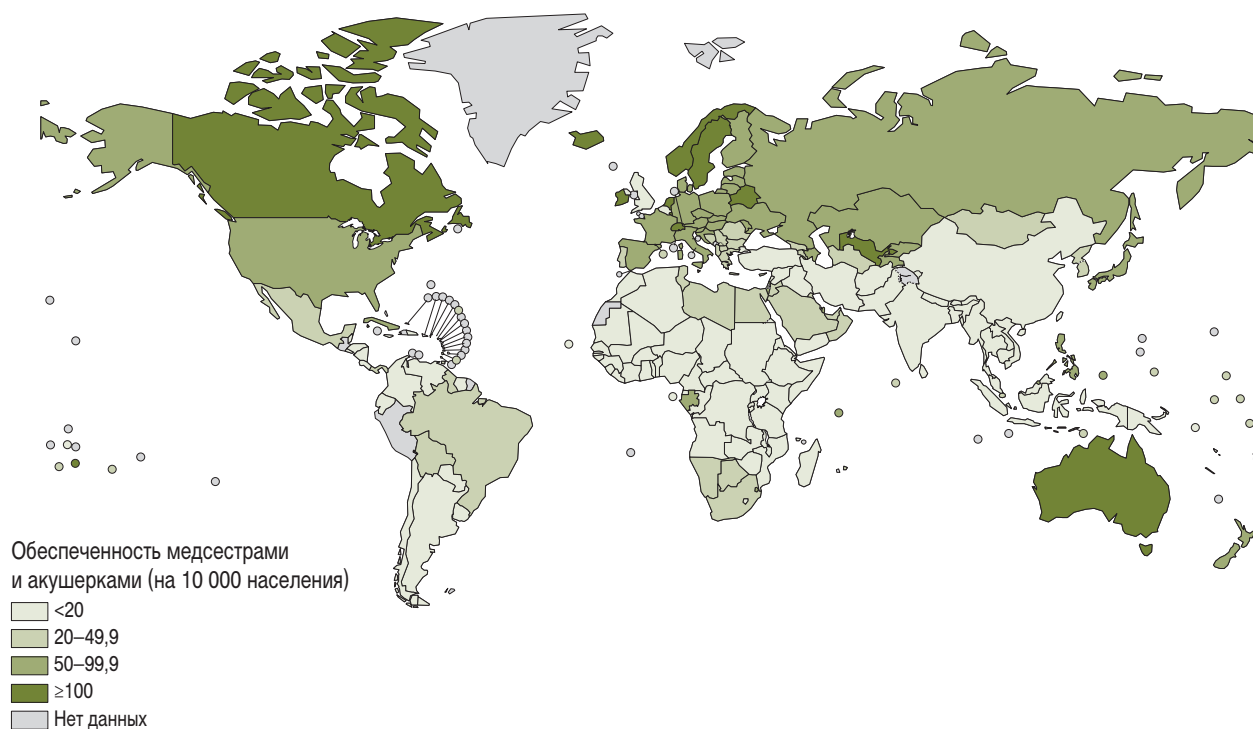 Обеспеченность медсестрами
и акушерками (на 10 000 населения)
<20
20–49,9
50–99,9
≥100
Нет данных